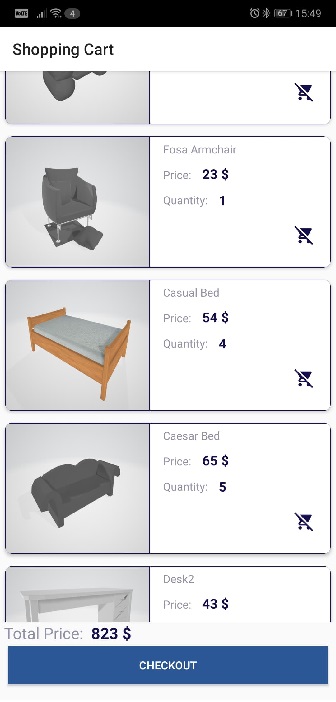 4
67
15:49
Shopping Cart
Fosa Armchair
Price: 23 $
Quantity: 1
Casual Bed
Price: 54 $
Quantity: 4
Caesar Bed
Price: 65 $
Quantity: 5
Desk2
Price: 43 $
Total Price: 823 $
CHECKOUT